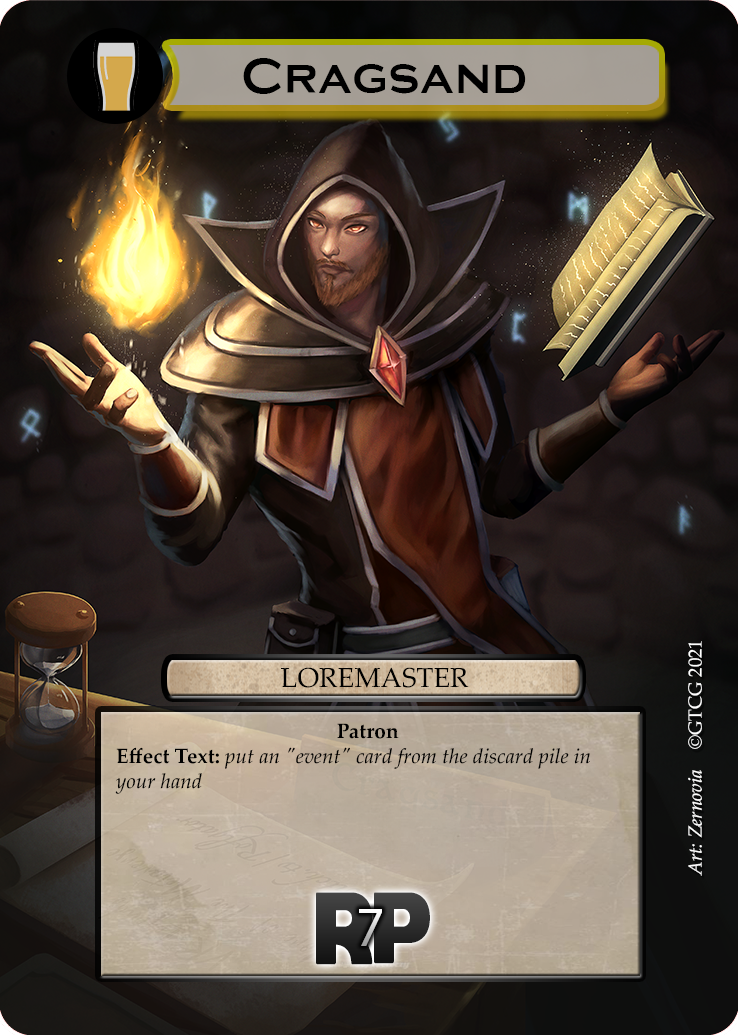 Cragsand
LOREMASTER
Patron
Effect Text: put an "event" card from the discard pile in
your hand
R7P
Art: Zernovia ©GTCG 2021